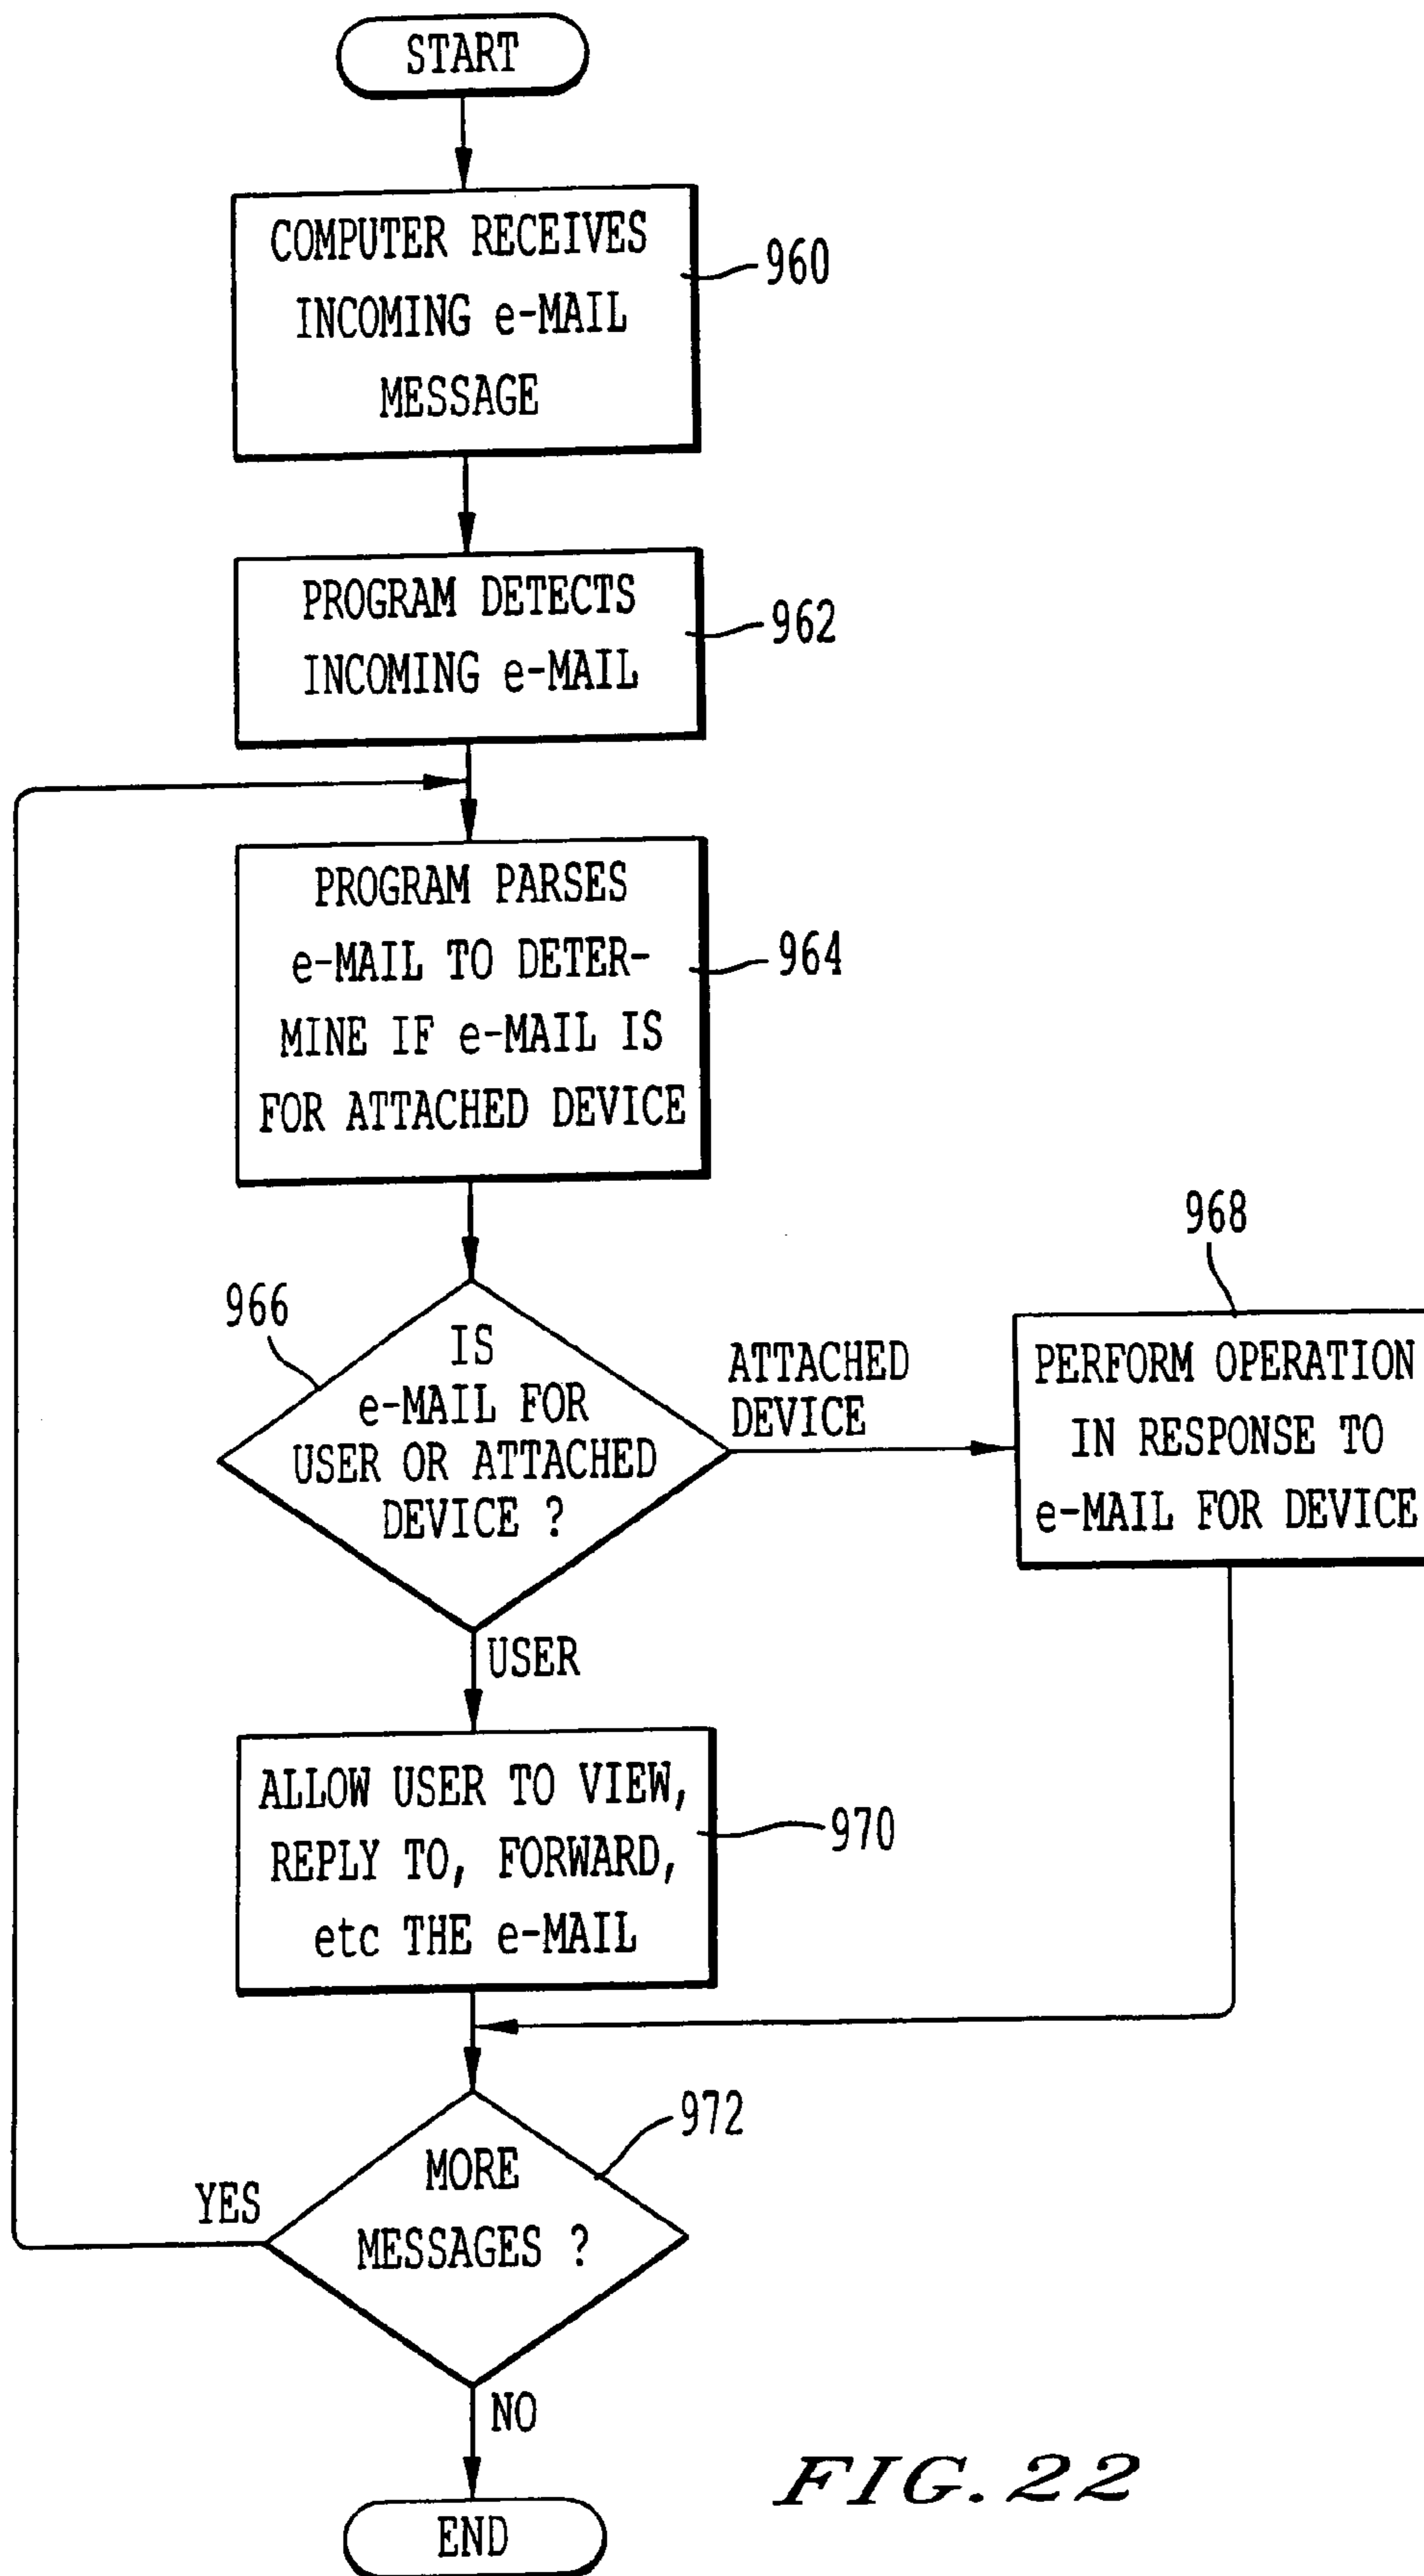 START
COMPUTER RECEIVES
INCOMING e-MAIL
MESSAGE
960
PROGRAM DETECTS
INCOMING e-MAIL
962
PROGRAM PARSES
e-MAIL TO DETER-
MINE IF e-MAIL IS
FOR ATTACHED DEVICE
964
966
IS
e-MAIL FOR
USER OR ATTACHED
DEVICE ?
ATTACHED
DEVICE
968
PERFORM OPERATION
IN RESPONSE TO
e-MAIL FOR DEVICE
USER
ALLOW USER TO VIEW,
REPLY TO, FORWARD,
etc THE e-MAIL
970
972
MORE
MESSAGES ?
YES
NO
END
FIG. 22